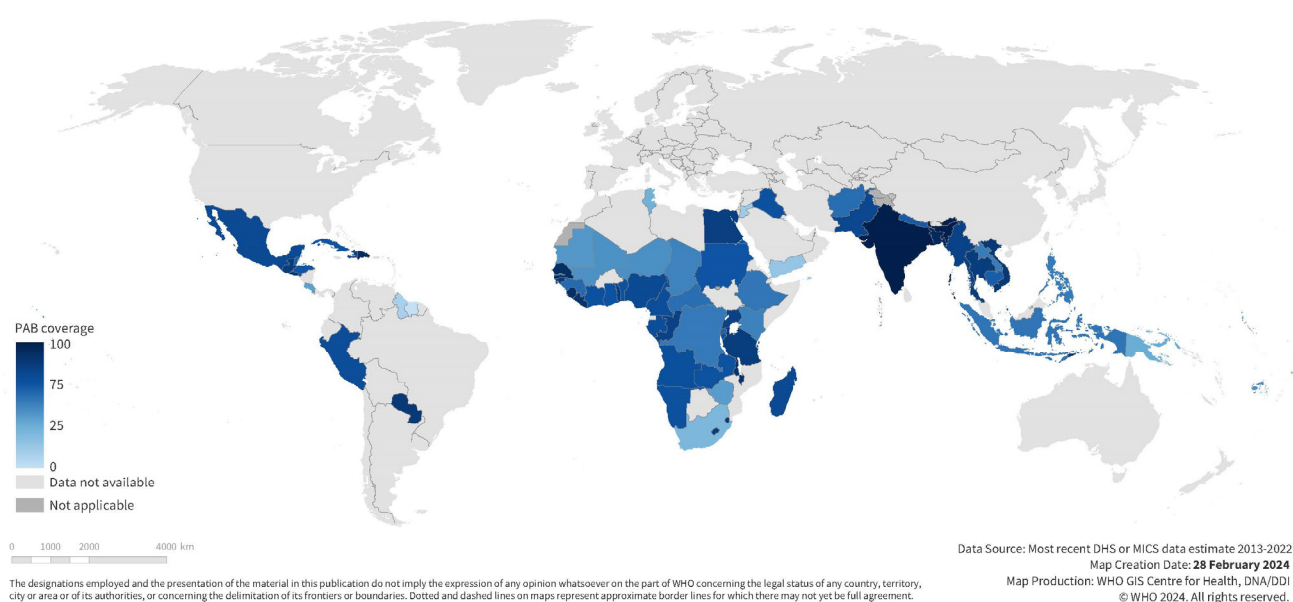 PAB coverage
100
75
25
0
Data not available
Not applicable
0 1000 2000 4000 km
Data Source: Most recent DHS or MICS data estimate 2013-2022
Map Creation Date: 28 February 2024
Map Production: WHO GIS Centre for Health, DNA/DDI
© WHO 2024. All rights reserved.
The designations employed and the presentation of the material in this publication do not imply the expression of any opinion whatsoever on the part of WHO concerning the legal status of any country, territory,
city or area or of its authorities, or concerning the delimitation of its frontiers or boundaries. Dotted and dashed lines on maps represent approximate border lines for which there may not yet be full agreement.